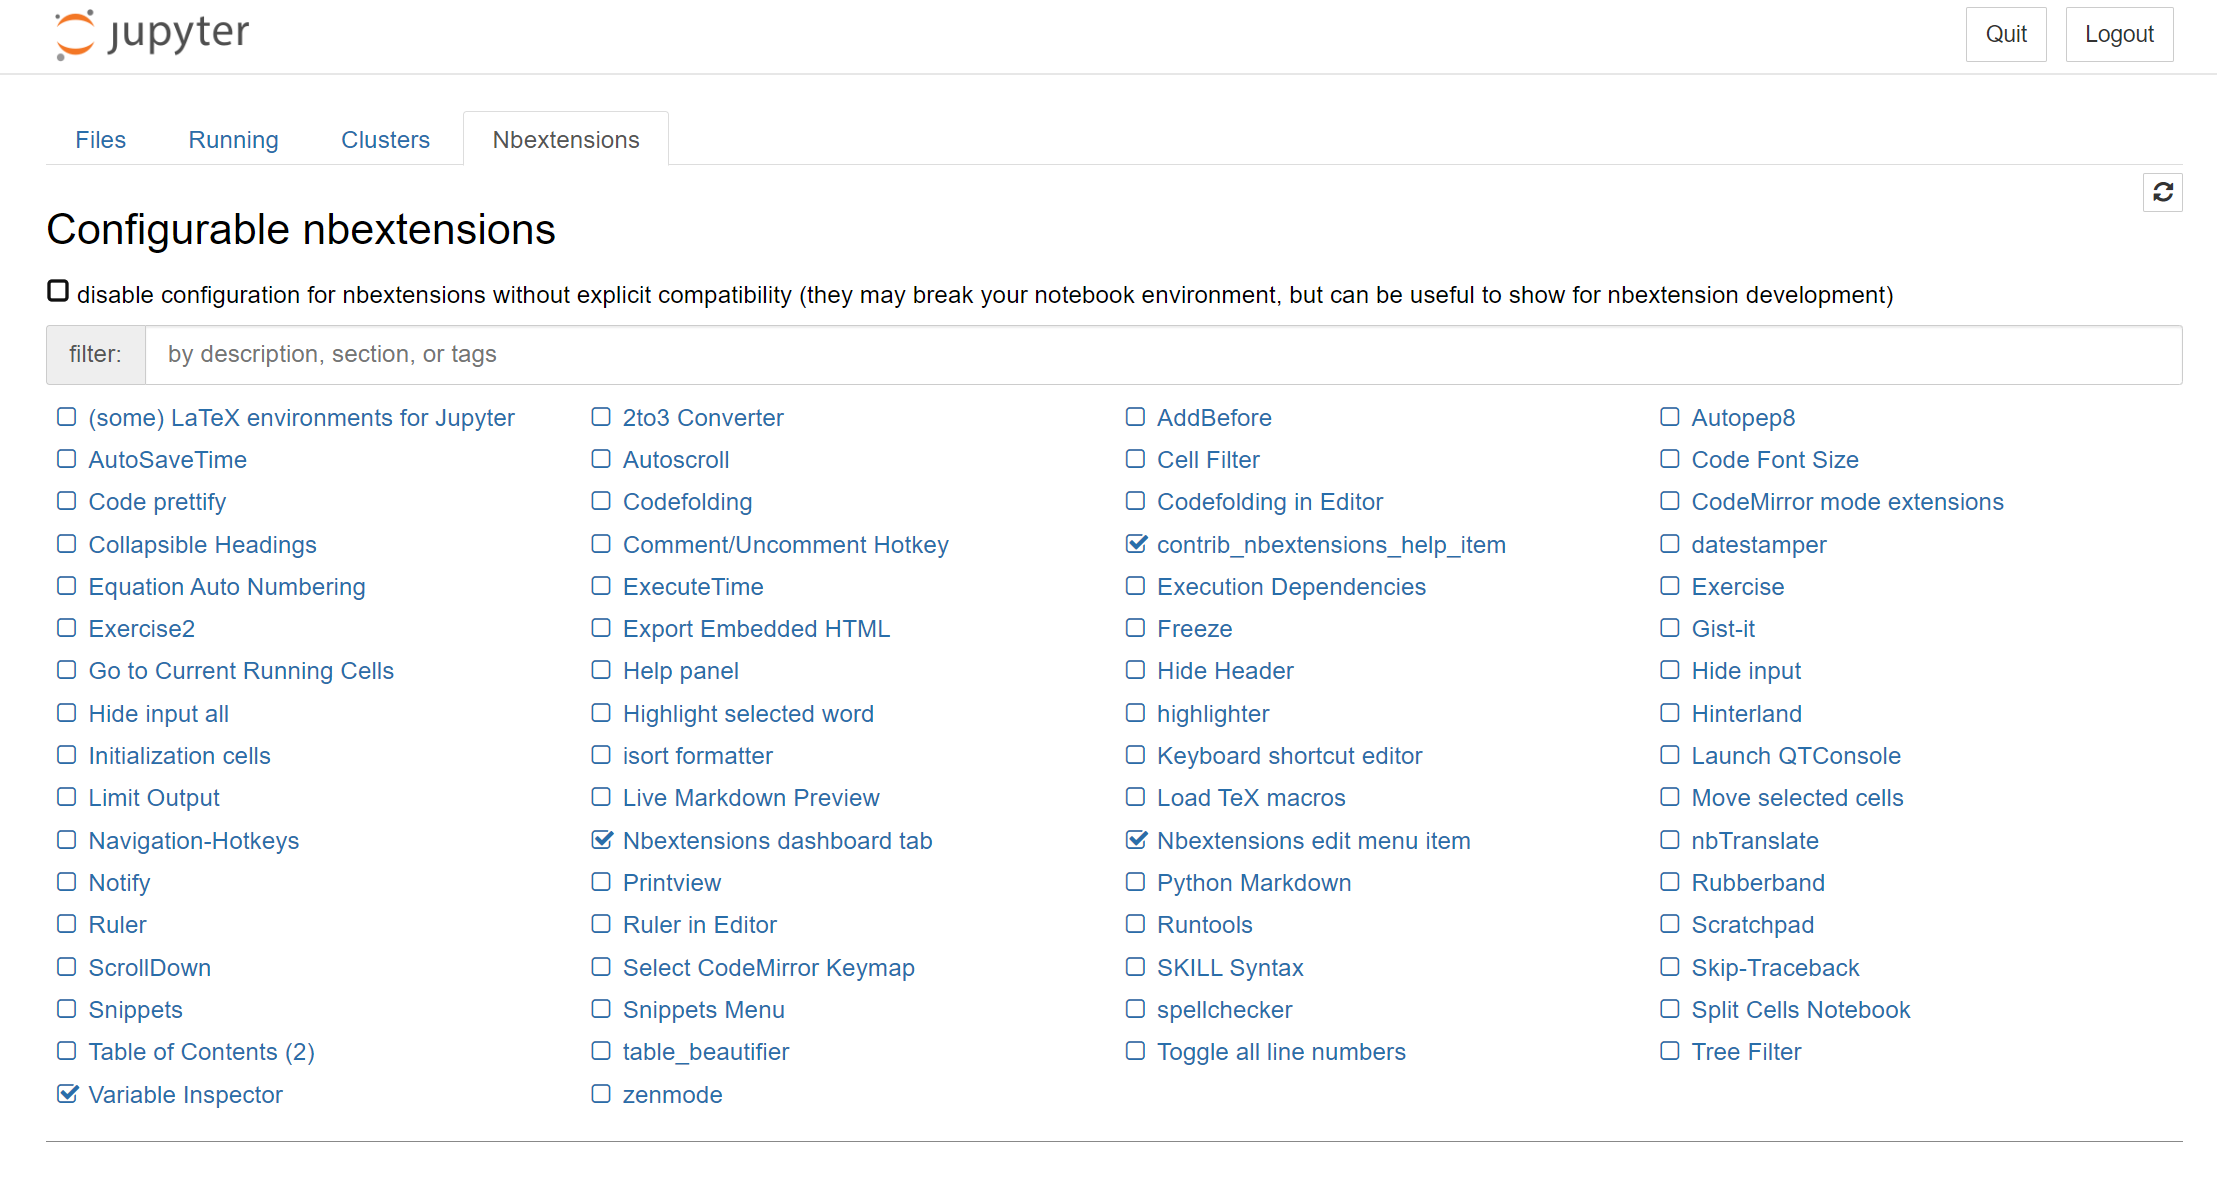 jupyter Quit Logout
Files Running Clusters Nbextensions
Configurable nbextensions
disable configuration for nbextensions without explicit compatibility (they may break your notebook environment, but can be useful to show for nbextension development)
filter: by description, section, or tags
(some) LaTeX environments for Jupyter 2to3 Converter AddBefore Autopep8
AutoSaveTime Autoscroll Cell Filter Code Font Size
Code prettify Codefolding Codefolding in Editor CodeMirror mode extensions
Collapsible Headings Comment/Uncomment Hotkey contrib_nbextensions_help_item datestamper
Equation Auto Numbering ExecuteTime Execution Dependencies Exercise
Exercise2 Export Embedded HTML Freeze Gist-it
Go to Current Running Cells Help panel Hide Header Hide input
Hide input all Highlight selected word highlighter Hinterland
Initialization cells isort formatter Keyboard shortcut editor Launch QTConsole
Limit Output Live Markdown Preview Load TeX macros Move selected cells
Navigation-Hotkeys Nbextensions dashboard tab Nbextensions edit menu item nbTranslate
Notify Printview Python Markdown Rubberband
Ruler Ruler in Editor Runtools Scratchpad
ScrollDown Select CodeMirror Keymap SKILL Syntax Skip-Traceback
Snippets Snippets Menu spellchecker Split Cells Notebook
Table of Contents (2) table_beautifier Toggle all line numbers Tree Filter
Variable Inspector zenmode